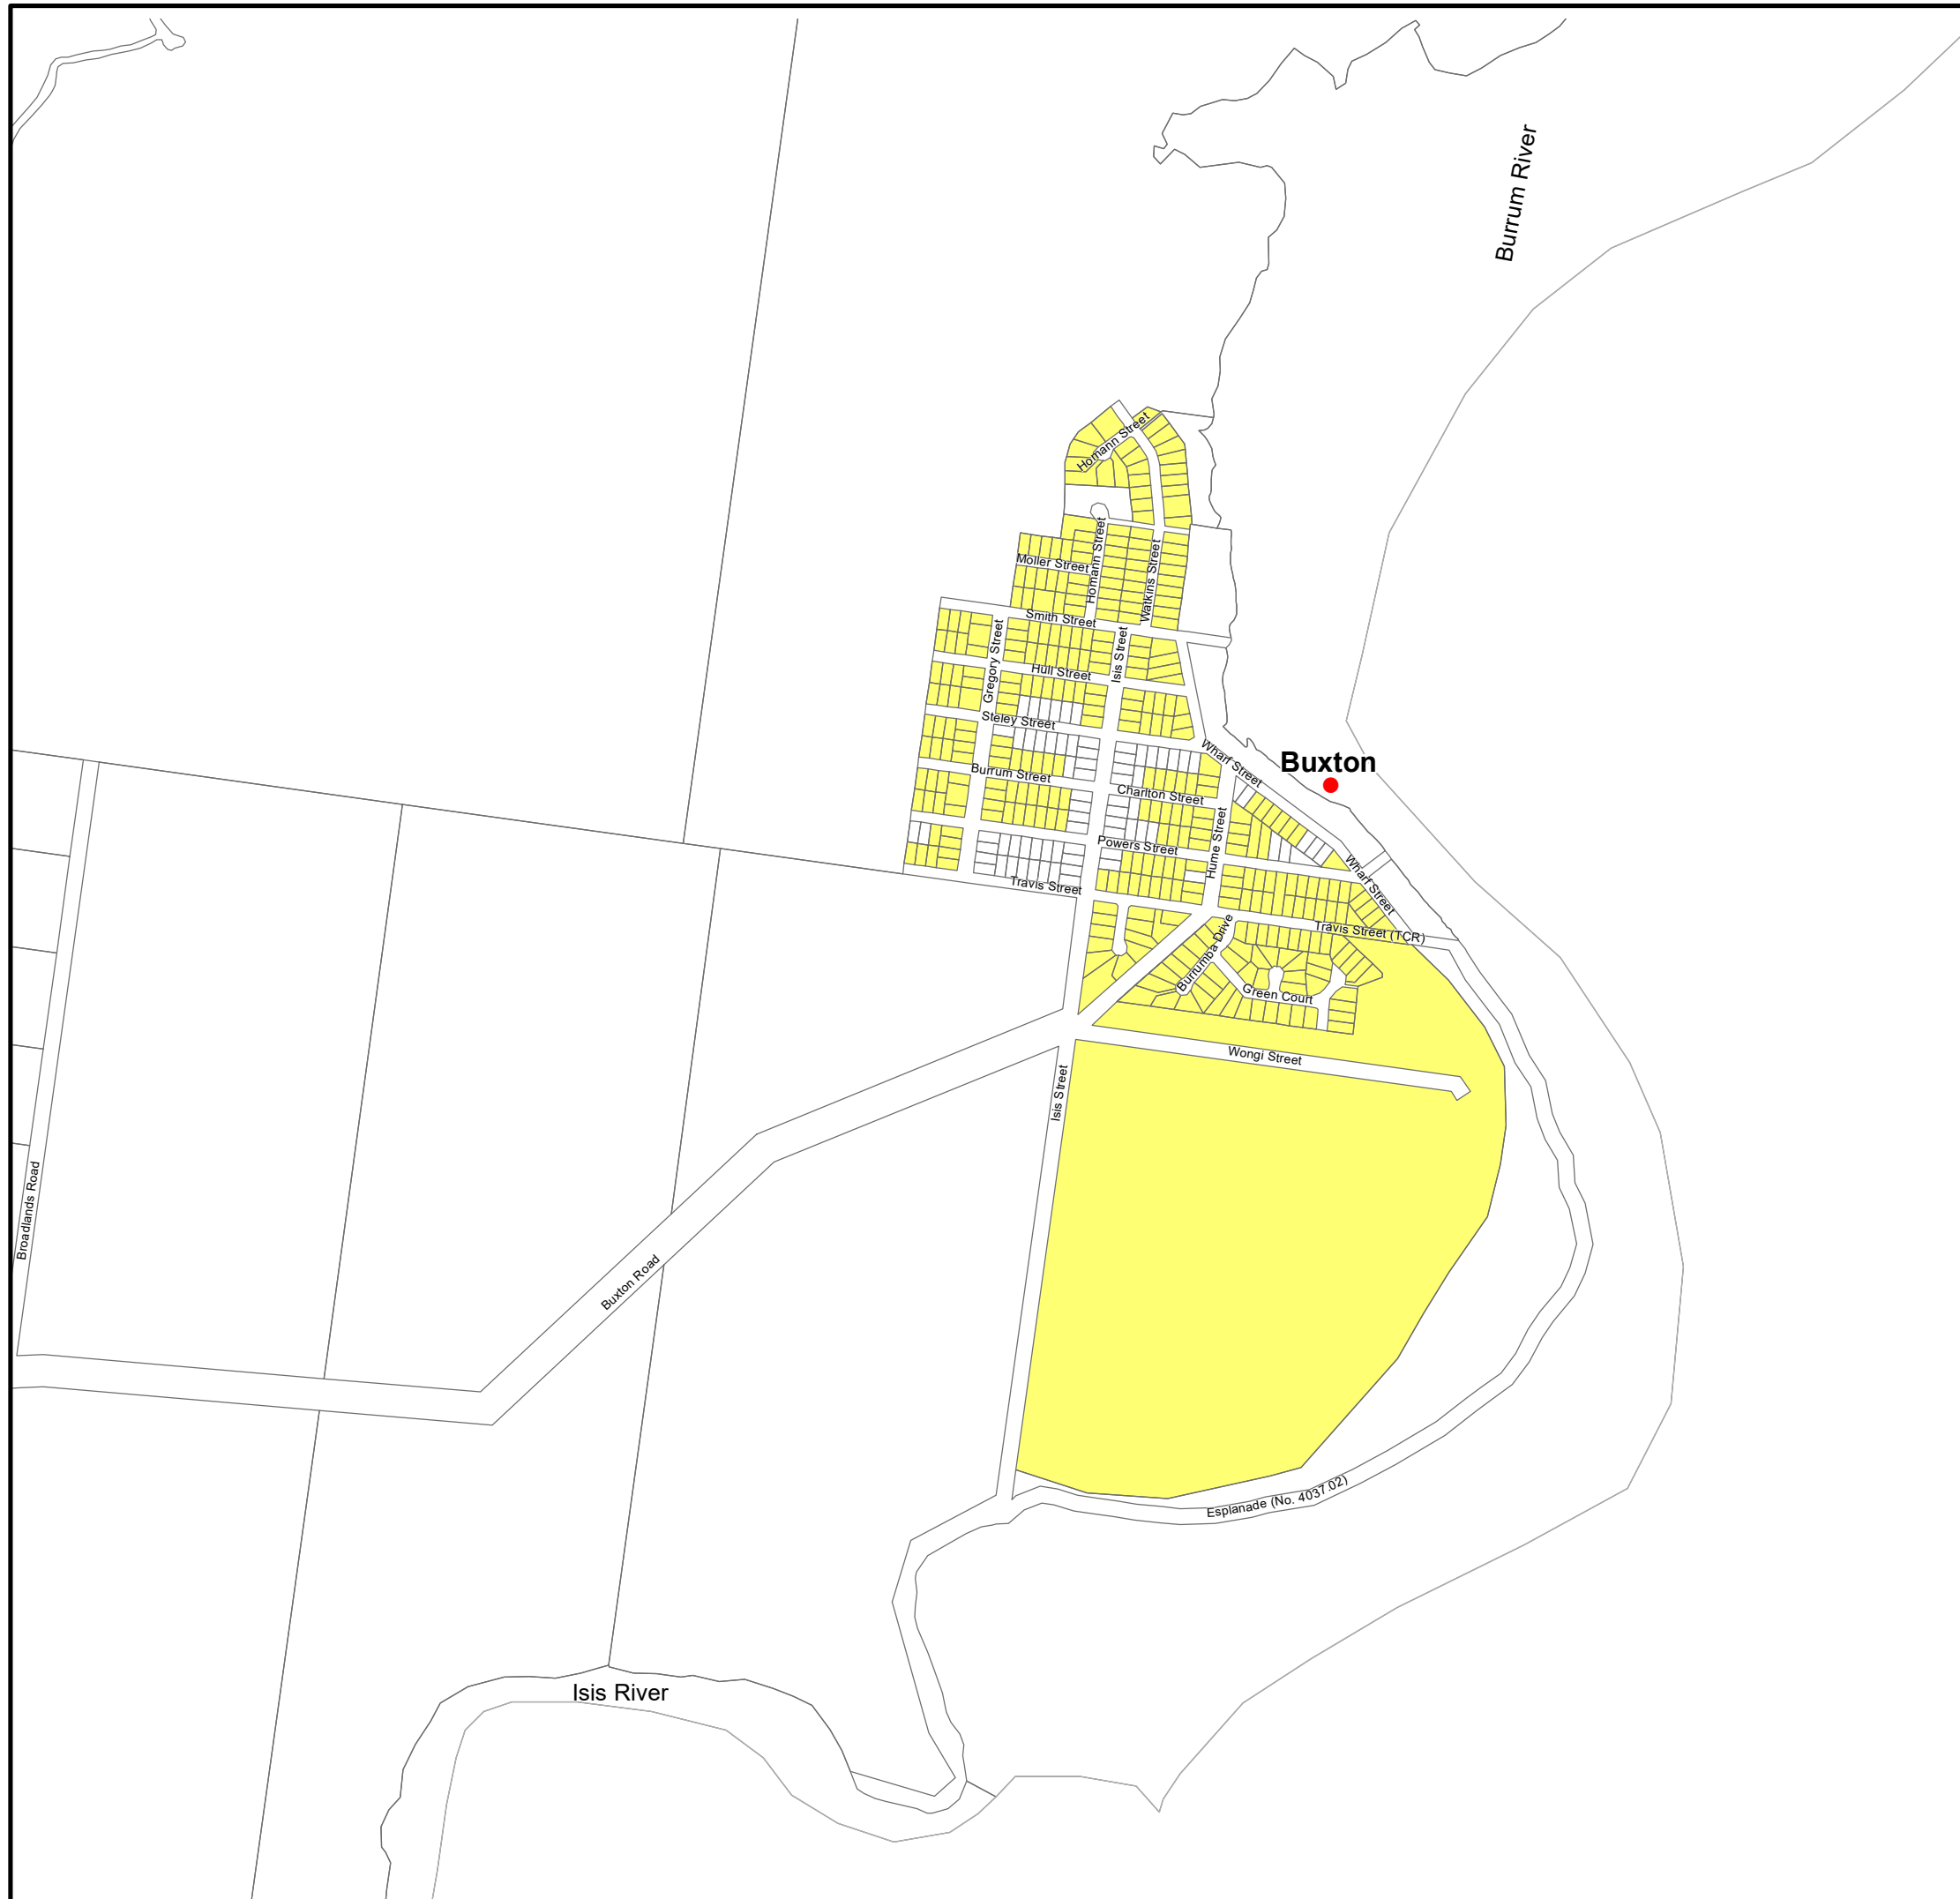 Burrum River
Homann Street
Homann Street
Moller Street
Watkins Street
Smith Street
Gregory Street
Isis Street
Hull Street
Steley Street
Wharf Street
Buxton
Burrum Street
Charlton Street
Hume Street
Powers Street
Wharf Street
Travis Street
Travis Street (TCR)
Burrumba Drive
Green Court
Wongi Street
Isis Street
Broadlands Road
Buxton Road
Esplanade (No. 4037.02)
Isis River